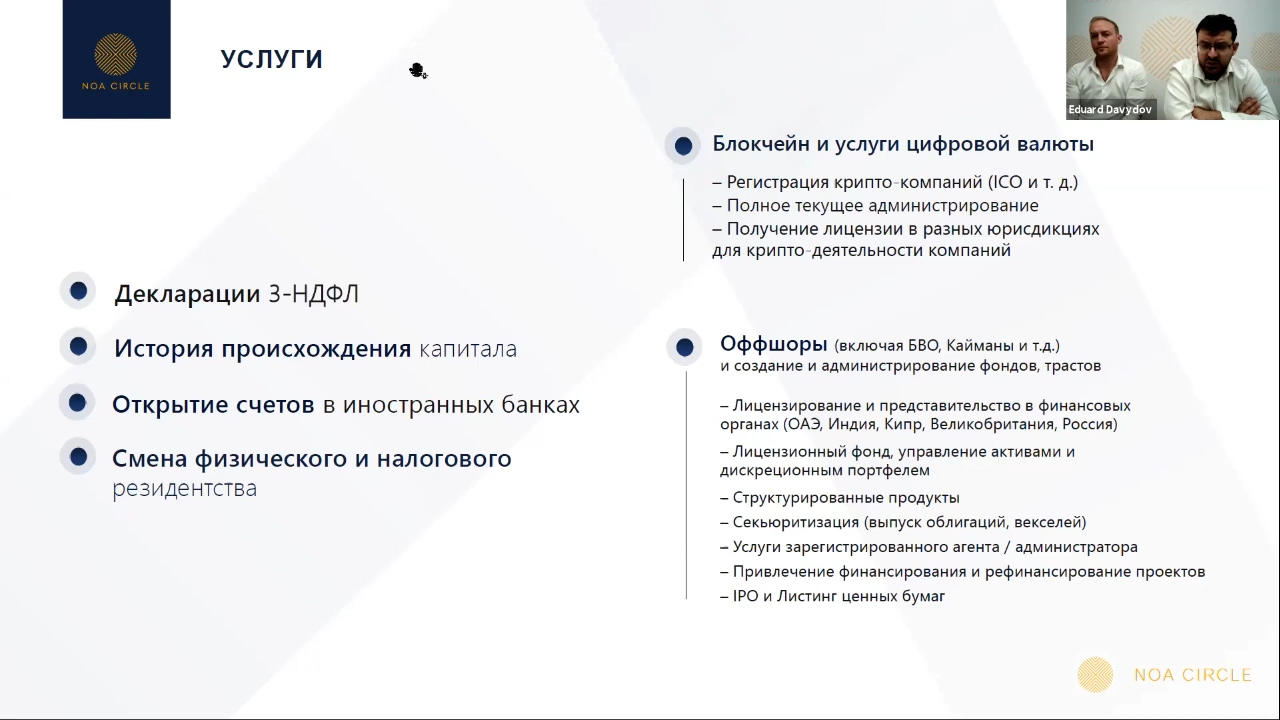 NOA CIRCLE
УСЛУГИ
Eduard Davydov
Декларации 3-НДФЛ
История происхождения капитала
Открытие счетов в иностранных банках
Смена физического и налогового
резидентства
Блокчейн и услуги цифровой валюты
– Регистрация крипто-компаний (ICO и т. д.)
– Полное текущее администрирование
– Получение лицензии в разных юрисдикциях
для крипто-деятельности компаний
Оффшоры (включая БВО, Кайманы и т.д.)
и создание и администрирование фондов, трастов
– Лицензирование и представительство в финансовых
органах (ОАЭ, Индия, Кипр, Великобритания, Россия)
– Лицензионный фонд, управление активами и
дискреционным портфелем
– Структурированные продукты
– Секьюритизация (выпуск облигаций, векселей)
– Услуги зарегистрированного агента / администратора
– Привлечение финансирования и рефинансирование проектов
– IPO и Листинг ценных бумаг
NOA CIRCLE